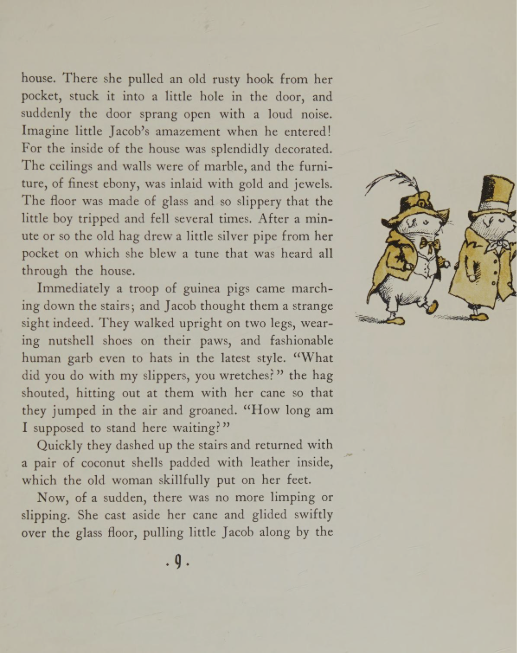 house. There she pulled an old rusty hook from her
pocket, stuck it into a little hole in the door, and
suddenly the door sprang open with a loud noise.
Imagine little Jacob's amazement when he entered!
For the inside of the house was splendidly decorated.
The ceilings and walls were of marble, and the furni-
ture, of finest ebony, was inlaid with gold and jewels.
The floor was made of glass and so slippery that the
little boy tripped and fell several times. After a min-
ute or so the old hag drew a little silver pipe from her
pocket on which she blew a tune that was heard all
through the house.
Immediately a troop of guinea pigs came march-
ing down the stairs; and Jacob thought them a strange
sight indeed. They walked upright on two legs, wear-
ing nutshell shoes on their paws, and fashionable
human garb even to hats in the latest style. "What
did you do with my slippers, you wretches?" the hag
shouted, hitting out at them with her cane so that
they jumped in the air and groaned. "How long am
I supposed to stand here waiting?"
Quickly they dashed up the stairs and returned with
a pair of coconut shells padded with leather inside,
which the old woman skillfully put on her feet.
Now, of a sudden, there was no more limping or
slipping. She cast aside her cane and glided swiftly
over the glass floor, pulling little Jacob along by the
. 9 .